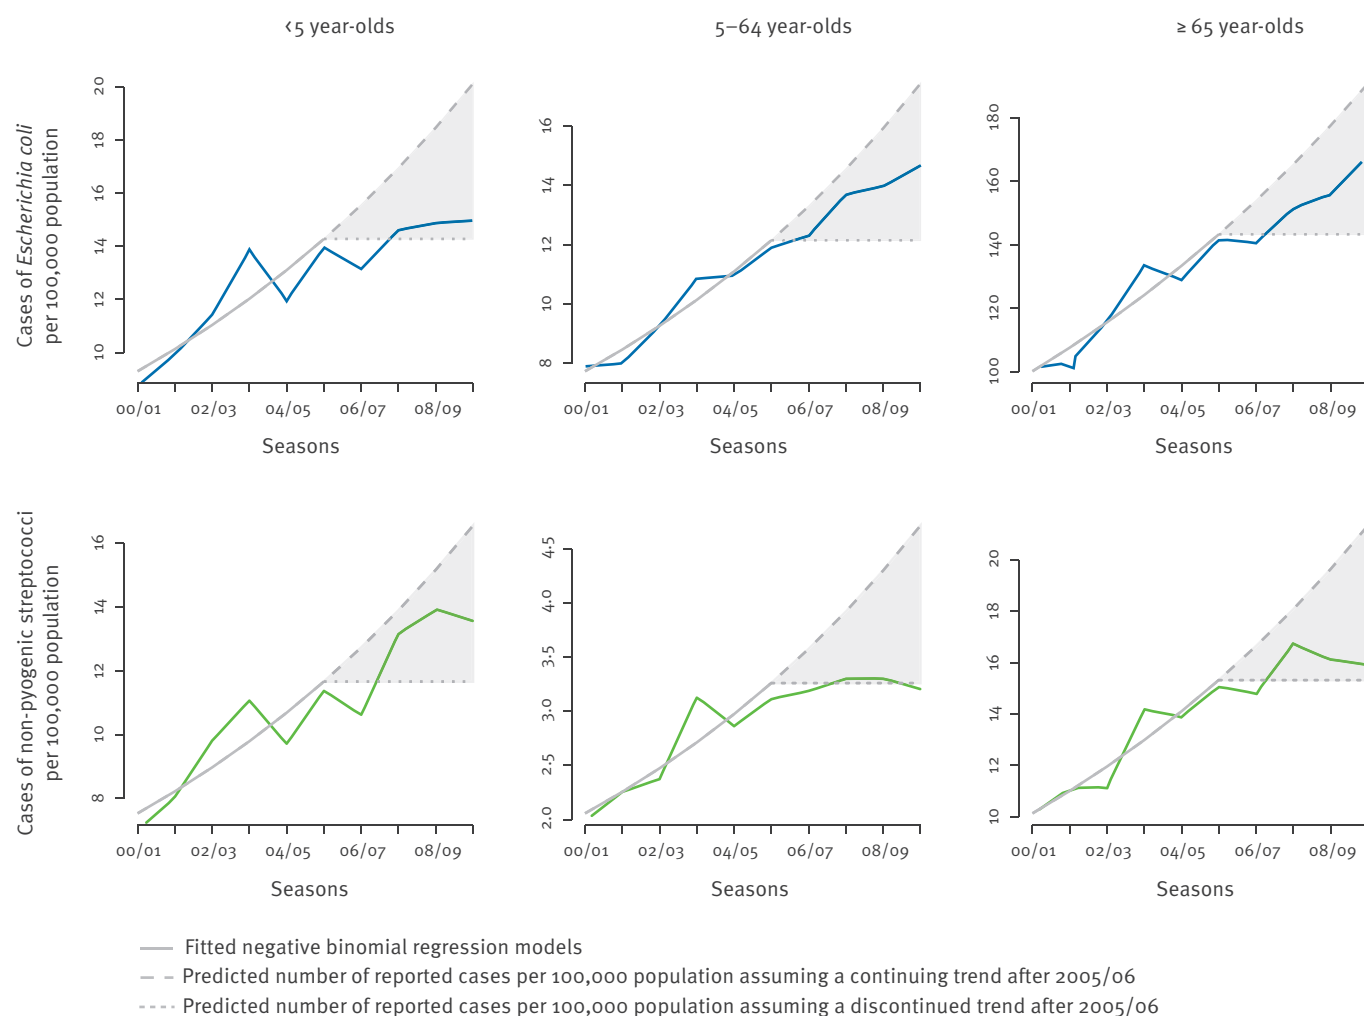 <5 year-olds
5–64 year-olds
≥ 65 year-olds
Cases of Escherichia coli
per 100,000 population
20
18
16
14
12
10
00/01 02/03 04/05 06/07 08/09
Seasons
16
14
12
10
8
00/01 02/03 04/05 06/07 08/09
Seasons
180
160
140
120
100
00/01 02/03 04/05 06/07 08/09
Seasons
Cases of non-pyogenic streptococci
per 100,000 population
16
14
12
10
8
00/01 02/03 04/05 06/07 08/09
Seasons
4.5
4.0
3.5
3.0
2.5
2.0
00/01 02/03 04/05 06/07 08/09
Seasons
20
18
16
14
12
10
00/01 02/03 04/05 06/07 08/09
Seasons
Fitted negative binomial regression models
Predicted number of reported cases per 100,000 population assuming a continuing trend after 2005/06
Predicted number of reported cases per 100,000 population assuming a discontinued trend after 2005/06